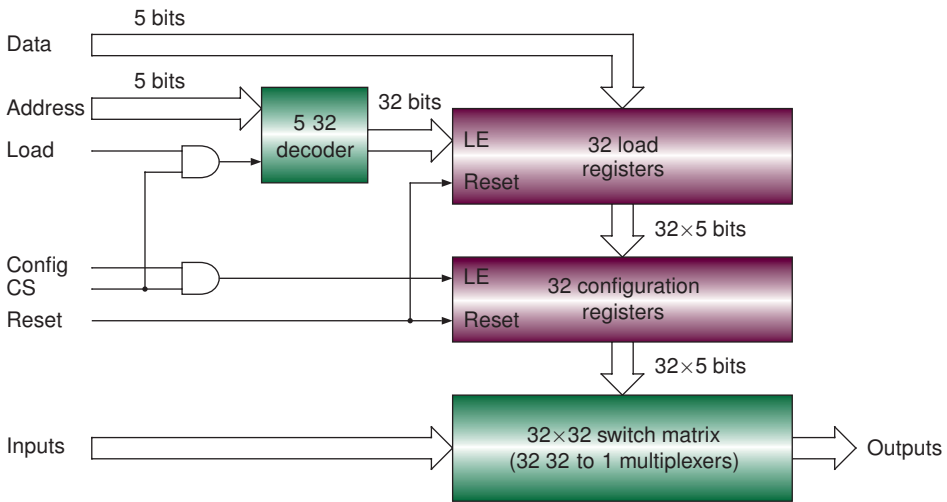 5 bits
Data
5 bits
Address
32 bits
5 32
decoder
Load
LE
32 load
registers
Reset
32×5 bits
Config
CS
LE
32 configuration
registers
Reset
Reset
32×5 bits
Inputs
32×32 switch matrix
(32 32 to 1 multiplexers)
Outputs